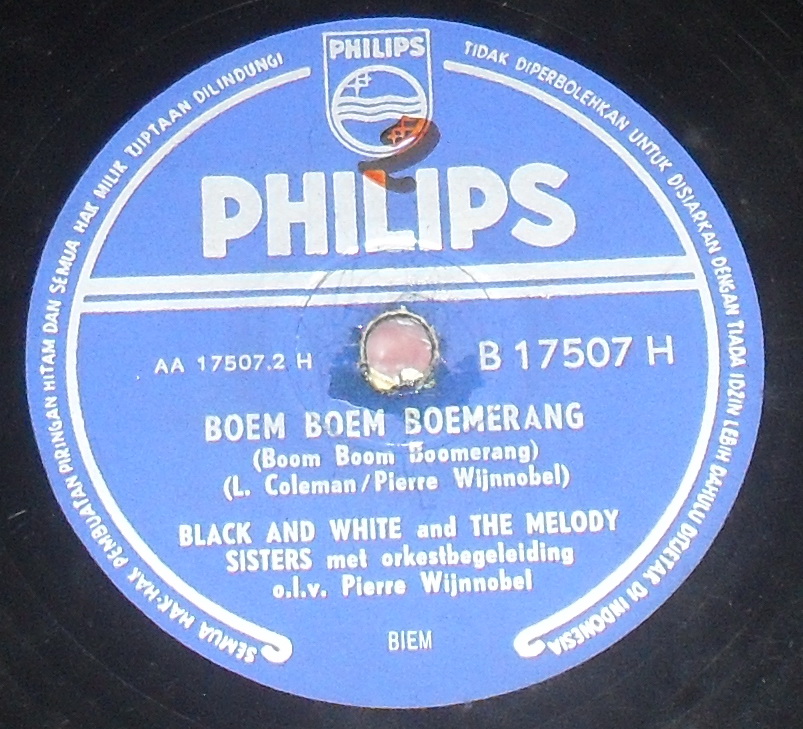 PHILIPS
PHILIPS
AA 17507.2 H
B 17507 H
BOEM BOEM BOEMERANG
(Boom Boom Boomerang)
(L. Coleman/Pierre Wijnnobel)
BLACK AND WHITE and THE MELODY
SISTERS met orkestbegeleiding
o.l.v. Pierre Wijnnobel
BIEM
SEMUA HAK-HAK PEMBUATAN PIRINGAN HITAM DAN SEMUA HAK MILIK TJIPTAAN DILINDUNGI
TIDAK DIPERBOLEHKAN UNTUK DISIARKAN DENGAN TIADA IDZIN LEBIH DAHULU DITJETAK DI INDONESIA